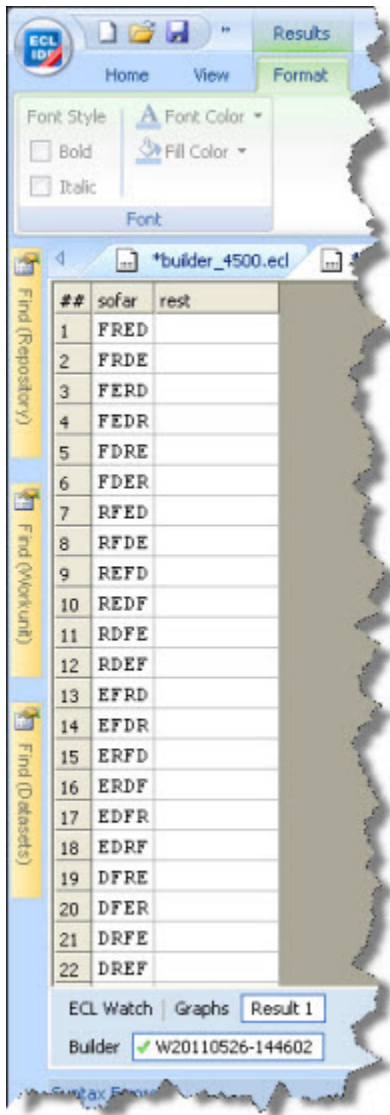 ECL IDE
Results
Home View Format
Font Style Font Color
Bold Fill Color
Italic
Font
*builder_4500.ecl
Find (Repository)
Find (Workunit)
Find (Datasets)
## sofar rest
1 FRED
2 FRDE
3 FERD
4 FEDR
5 FDRE
6 FDER
7 RFED
8 RFDE
9 REFD
10 REDF
11 RDFE
12 RDEF
13 EFRD
14 EFDR
15 ERFD
16 ERDF
17 EDFR
18 EDRF
19 DFRE
20 DFER
21 DRFE
22 DREF
ECL Watch Graphs Result 1
Builder W20110526-144602